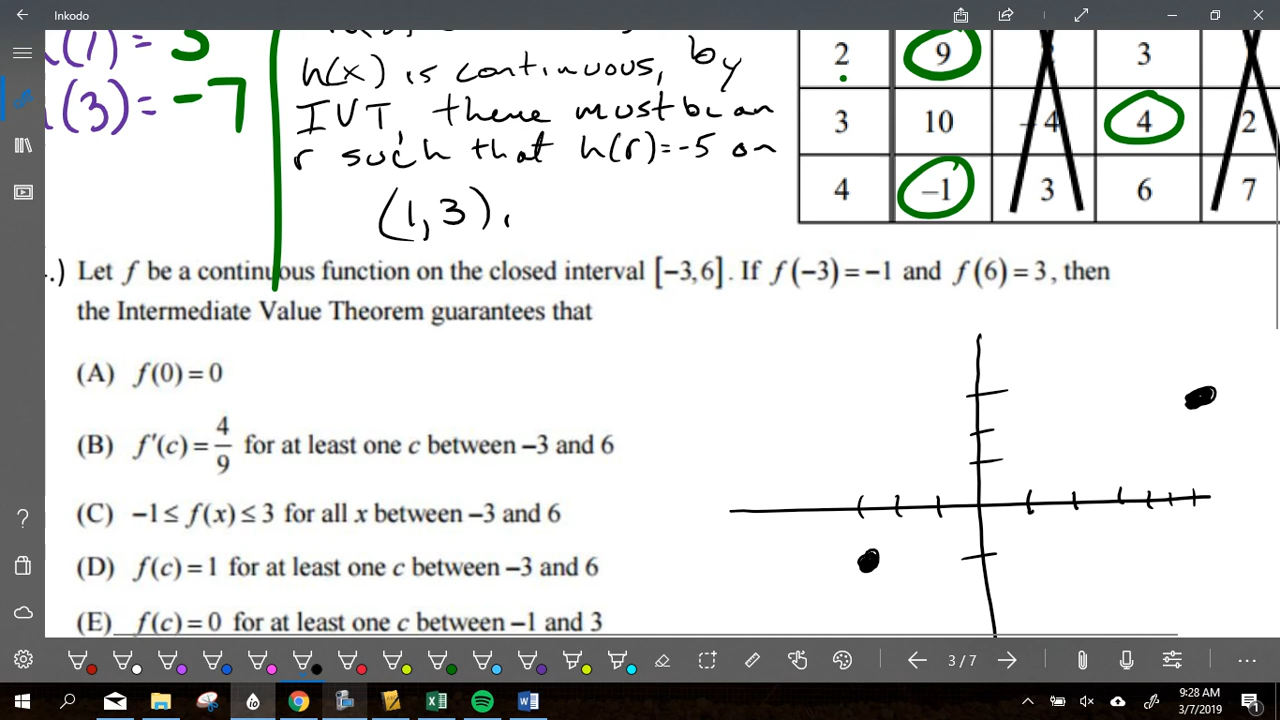 Inkodo
h(1) = 3
h(3) = -7
h(x) is continuous, by
IVT, there must be an
r such that h(r)=-5 on
(1,3).
2 9 3
3 10 -4 4 2
4 –1 3 6 7
.) Let f be a continuous function on the closed interval [−3,6]. If f(−3)=−1 and f(6)=3, then
the Intermediate Value Theorem guarantees that
(A) f(0)=0
(B) f′(c)=4/9 for at least one c between −3 and 6
(C) −1≤ f(x)≤3 for all x between −3 and 6
(D) f(c)=1 for at least one c between −3 and 6
(E) f(c)=0 for at least one c between −1 and 3
3 / 7
9:28 AM
3/7/2019